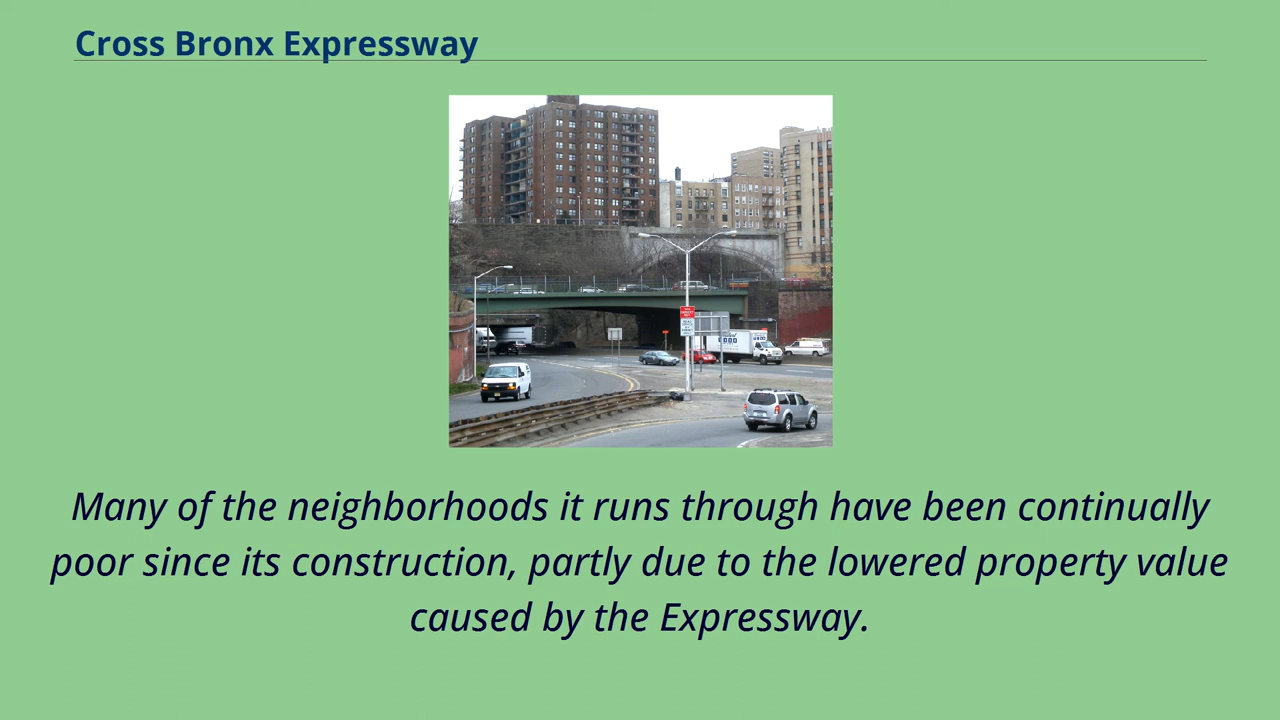 Cross Bronx Expressway
Many of the neighborhoods it runs through have been continually
poor since its construction, partly due to the lowered property value
caused by the Expressway.